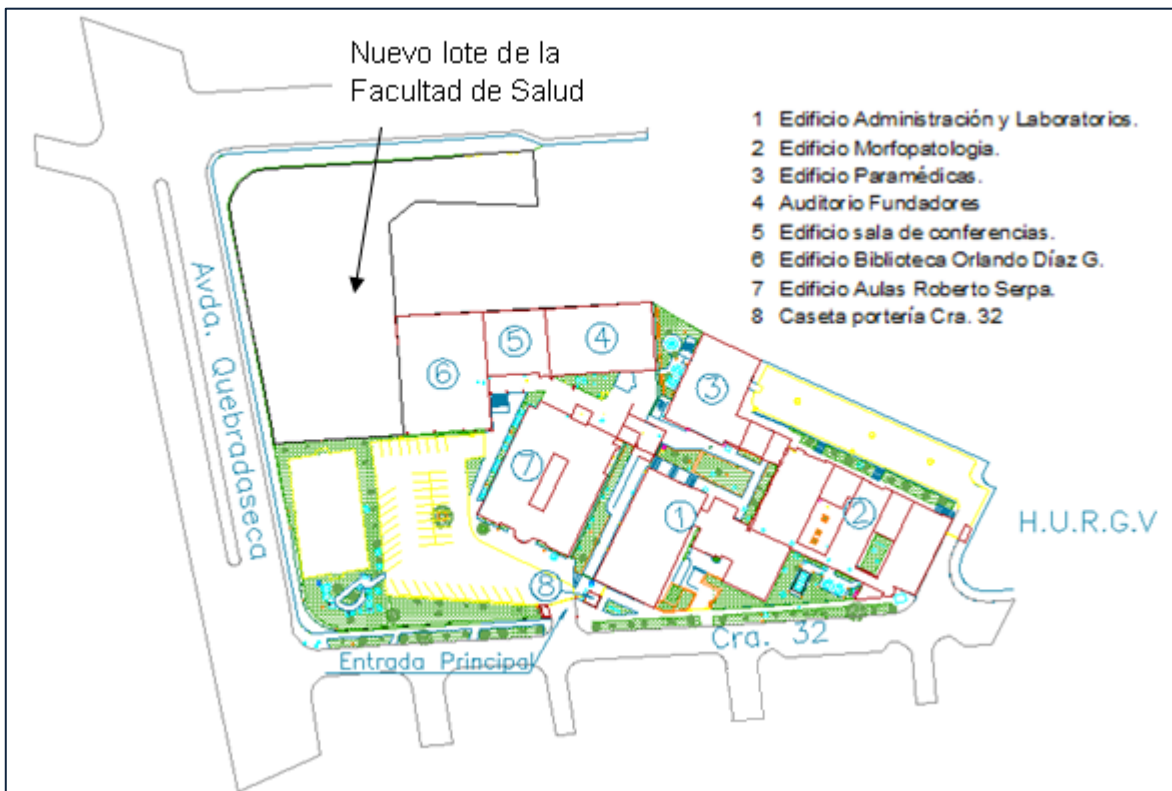 Nuevo lote de la
Facultad de Salud
1 Edificio Administración y Laboratorios.
2 Edificio Morfopatologia.
3 Edificio Paramédicas.
4 Auditorio Fundadores
5 Edificio sala de conferencias.
6 Edificio Biblioteca Orlando Díaz G.
7 Edificio Aulas Roberto Serpa.
8 Caseta portería Cra. 32
Avda. Quebradaseca
6
5
4
3
7
1
2
8
H.U.R.G.V
Cra. 32
Entrada Principal